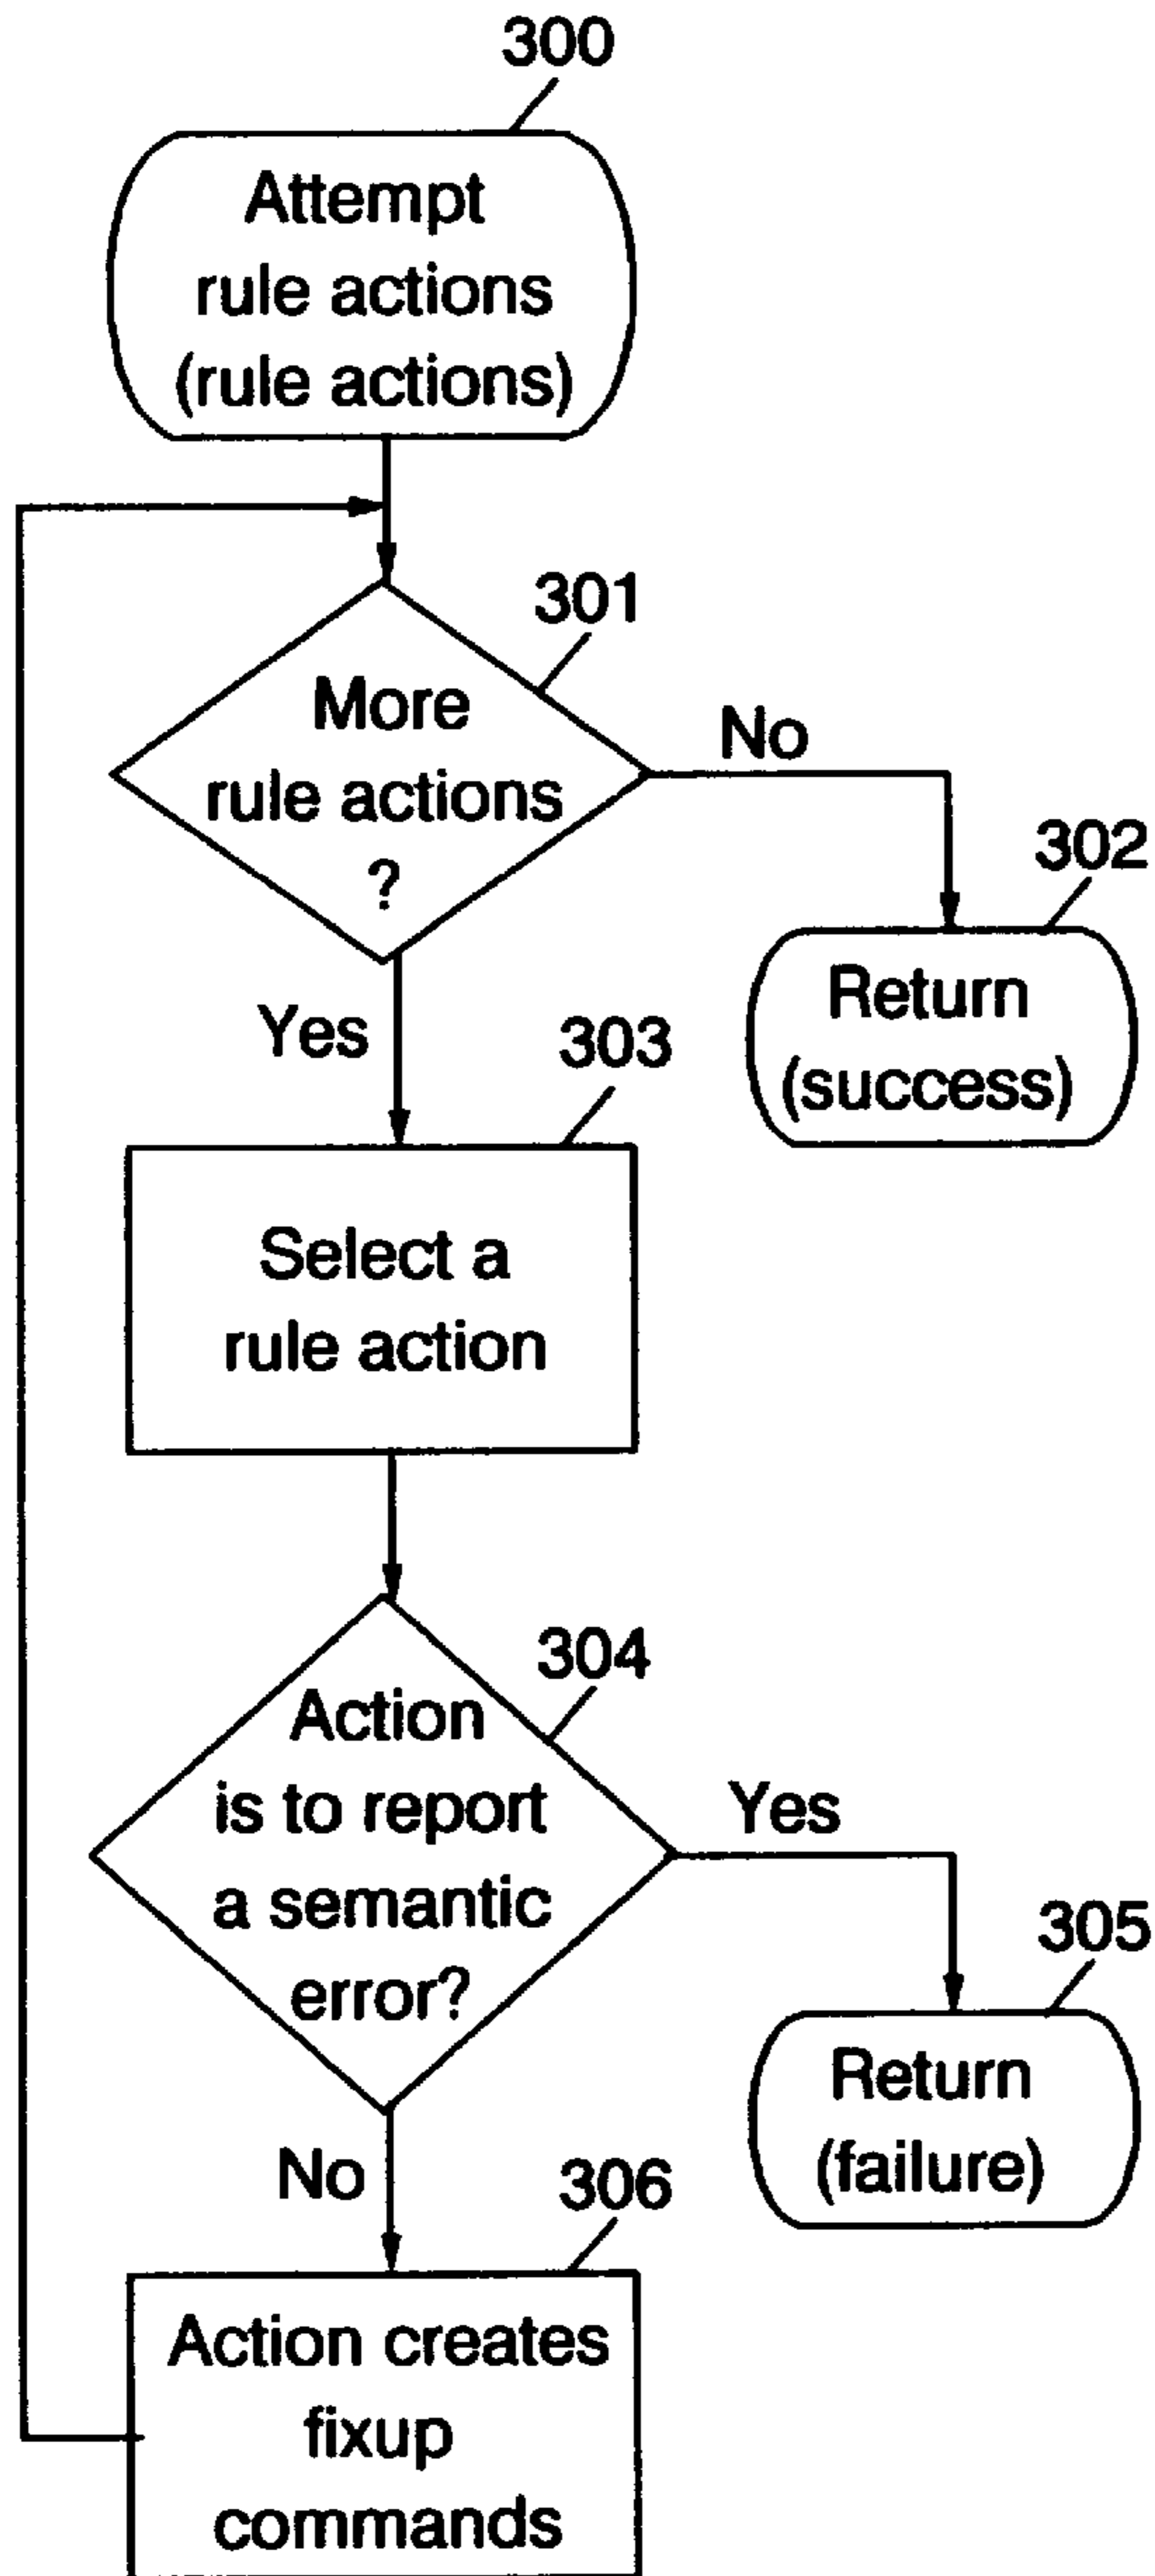 300
Attempt
rule actions
(rule actions)
301
More
rule actions
?
No
302
Return
(success)
Yes
303
Select a
rule action
304
Action
is to report
a semantic
error?
Yes
305
Return
(failure)
No
306
Action creates
fixup
commands